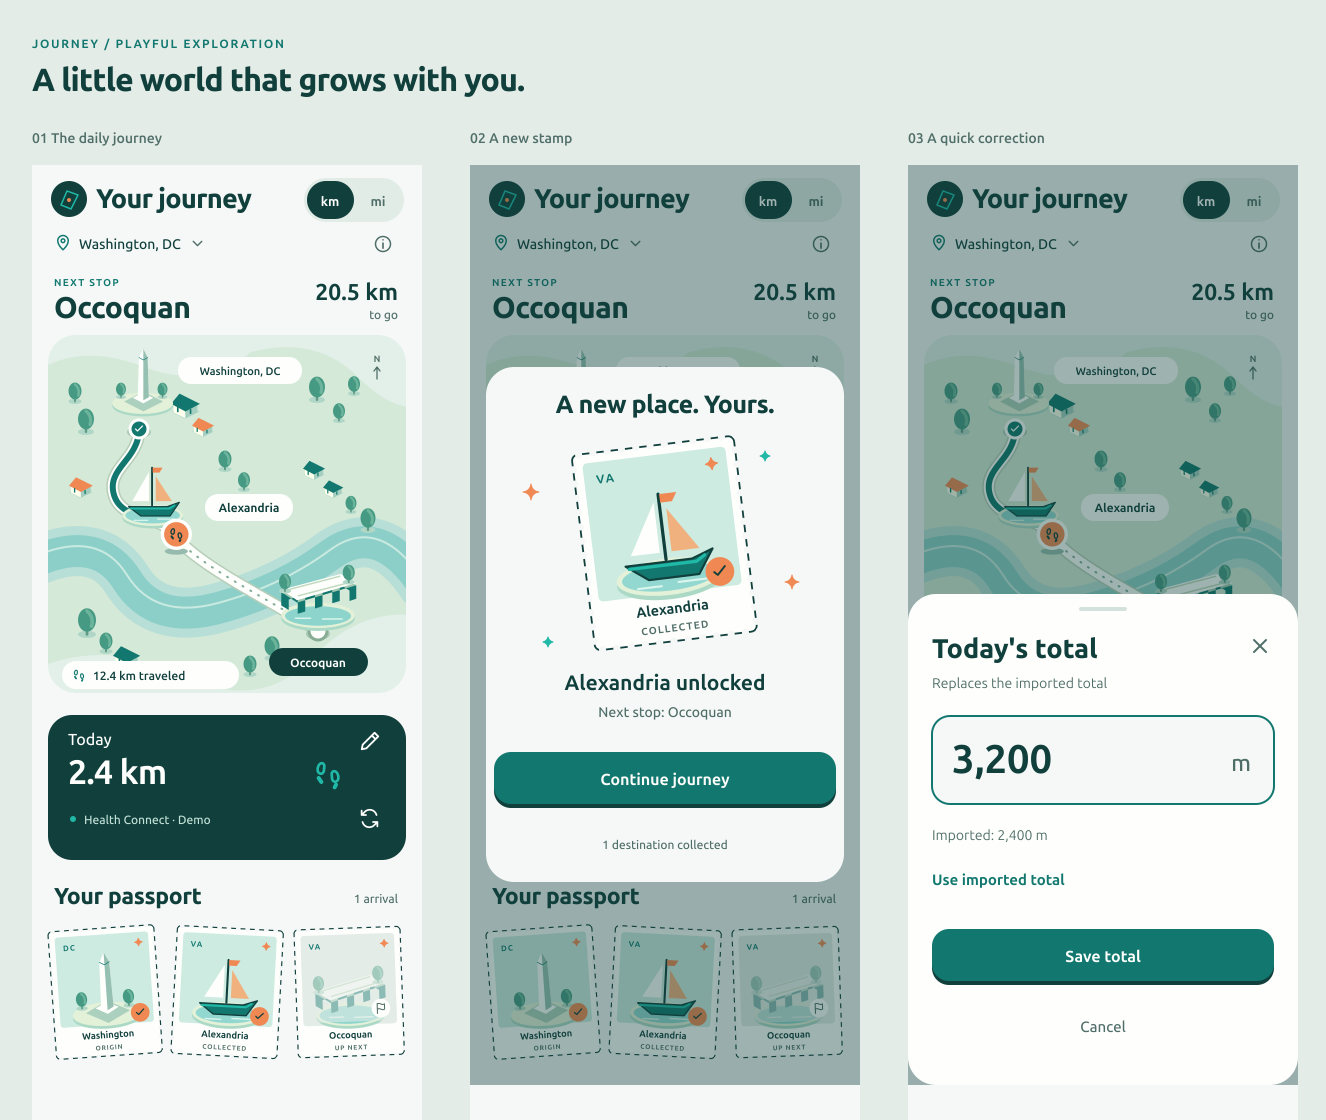 JOURNEY / PLAYFUL EXPLORATION
A little world that grows with you.
01 The daily journey
Your journey
km mi
Washington, DC
NEXT STOP
Occoquan
20.5 km
to go
Washington, DC
N
Alexandria
Occoquan
12.4 km traveled
Today
2.4 km
Health Connect · Demo
Your passport
1 arrival
DC
Washington
ORIGIN
VA
Alexandria
COLLECTED
VA
Occoquan
UP NEXT
02 A new stamp
Your journey
km mi
Washington, DC
NEXT STOP
Occoquan
20.5 km
to go
N
A new place. Yours.
VA
Alexandria
COLLECTED
Alexandria unlocked
Next stop: Occoquan
Continue journey
1 destination collected
Your passport
1 arrival
DC
Washington
ORIGIN
VA
Alexandria
COLLECTED
VA
Occoquan
UP NEXT
03 A quick correction
Your journey
km mi
Washington, DC
NEXT STOP
Occoquan
20.5 km
to go
Washington, DC
N
Alexandria
Today's total
Replaces the imported total
3,200 m
Imported: 2,400 m
Use imported total
Save total
Cancel